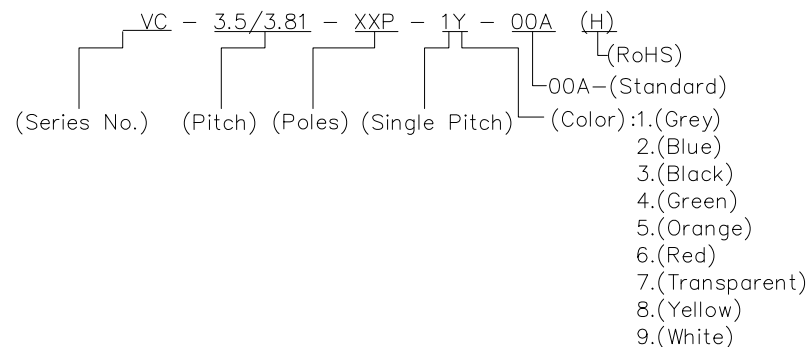 VC - 3.5/3.81 - XXP - 1Y - 00A (H)
(RoHS)
00A-(Standard)
(Series No.) (Pitch) (Poles) (Single Pitch) (Color):1.(Grey)
2.(Blue)
3.(Black)
4.(Green)
5.(Orange)
6.(Red)
7.(Transparent)
8.(Yellow)
9.(White)